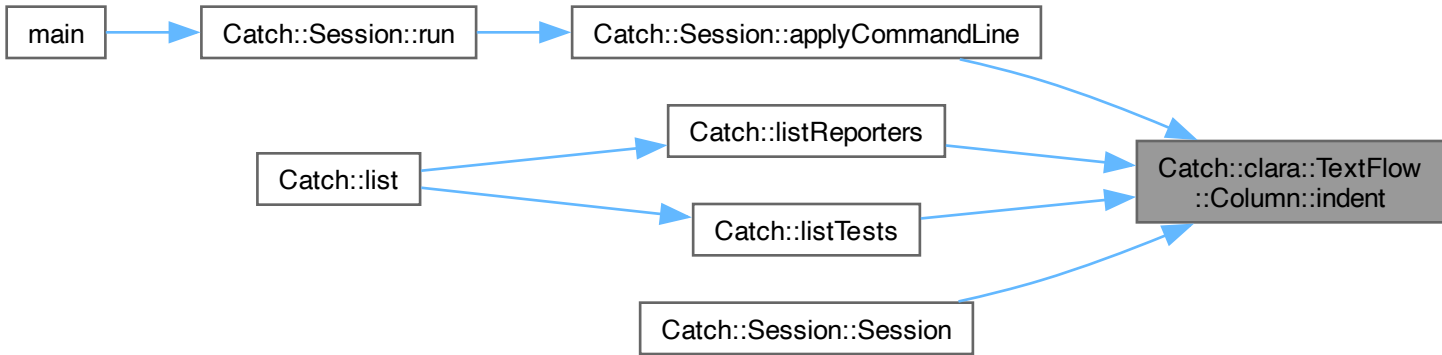 main
Catch::Session::run
Catch::Session::applyCommandLine
Catch::listReporters
Catch::list
Catch::listTests
Catch::Session::Session
Catch::clara::TextFlow
::Column::indent